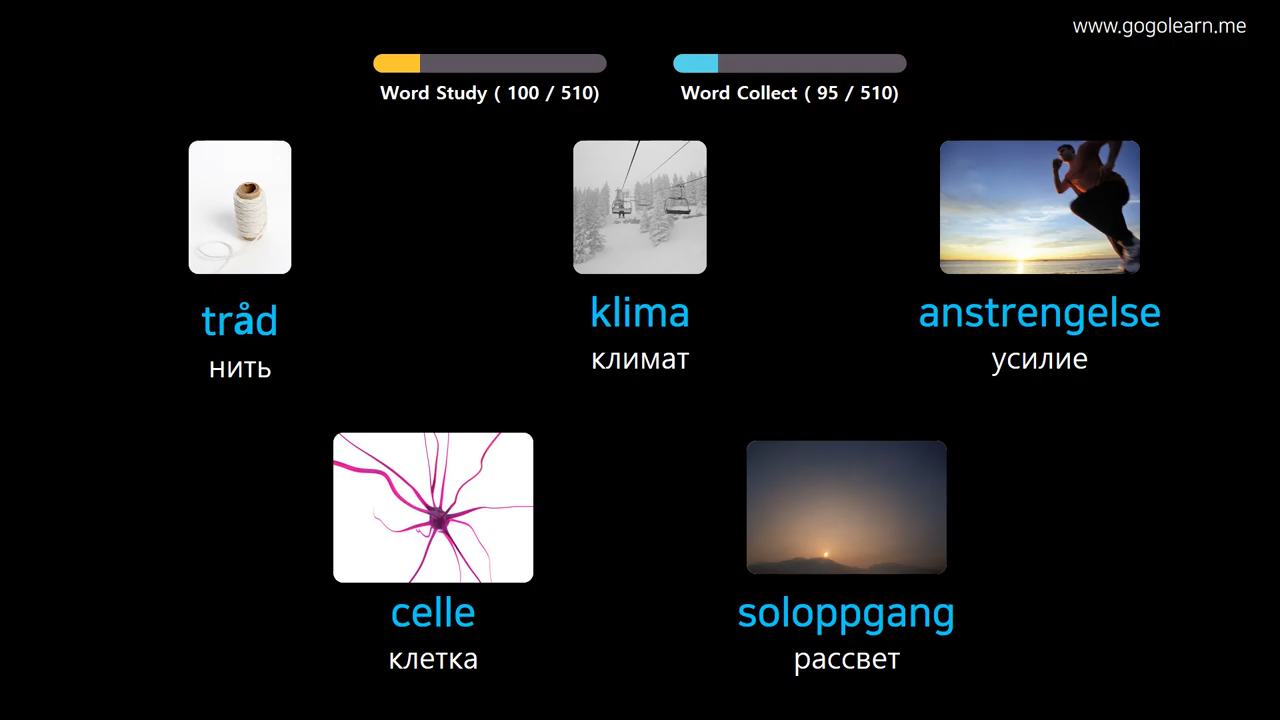 www.gogolearn.me
Word Study ( 100 / 510)
Word Collect ( 95 / 510)
tråd
нить
klima
климат
anstrengelse
усилие
celle
клетка
soloppgang
рассвет